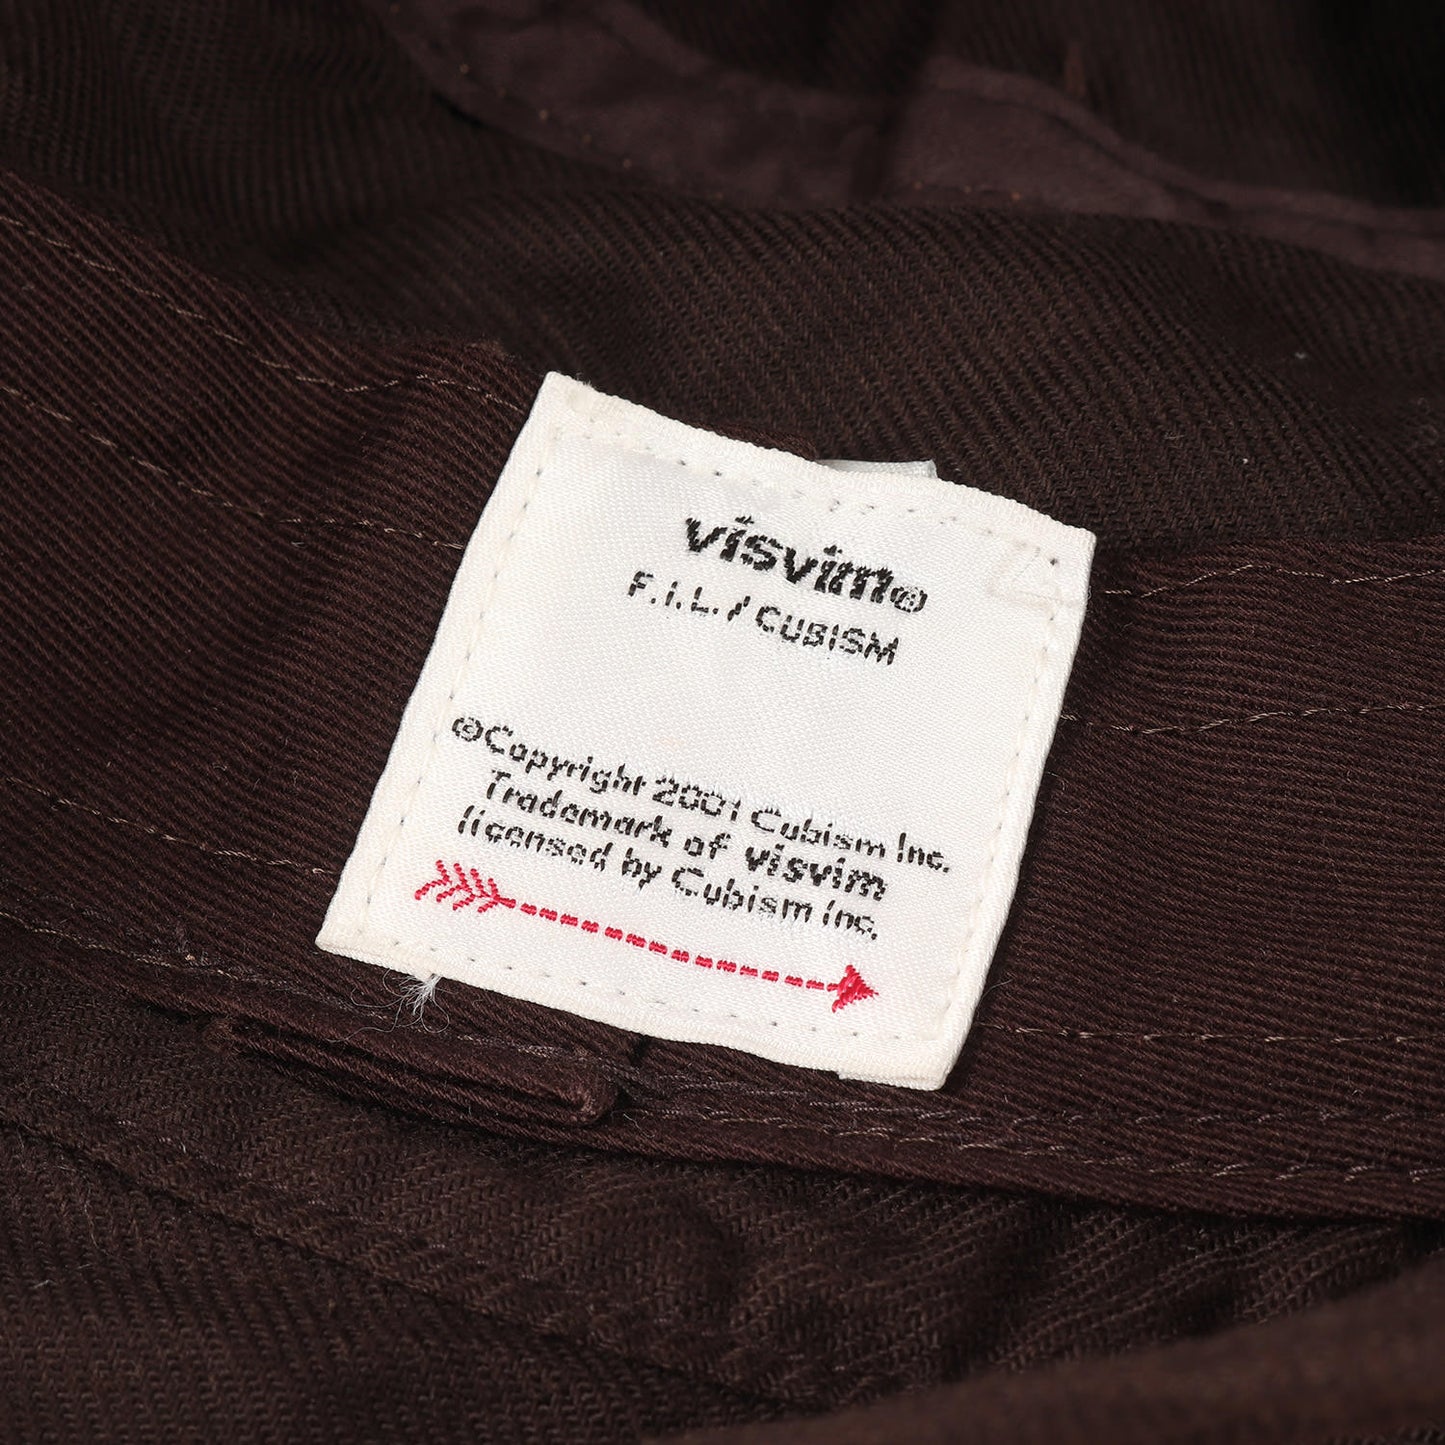 visvim®
F.I.L. / CUBISM
©Copyright 2001 Cubism Inc.
Trademark of visvim
licensed by Cubism Inc.